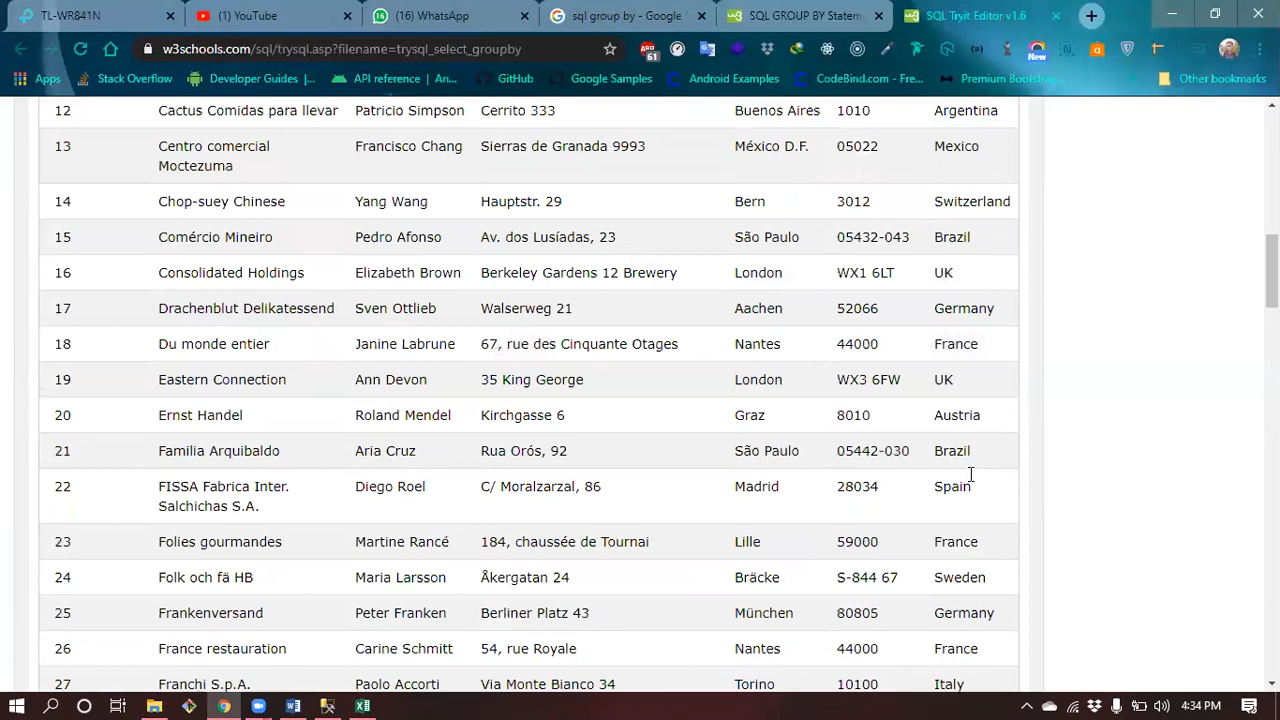 TL-WR841N
(1) YouTube
(16) WhatsApp
sql group by - Google
SQL GROUP BY Statem
SQL Tryit Editor v1.6
w3schools.com/sql/trysql.asp?filename=trysql_select_groupby
61
New
Apps Stack Overflow Developer Guides |... API reference | An... GitHub Google Samples Android Examples CodeBind.com - Fre... Premium Bootstrap... Other bookmarks
12 Cactus Comidas para llevar Patricio Simpson Cerrito 333 Buenos Aires 1010 Argentina
13 Centro comercial Francisco Chang Sierras de Granada 9993 México D.F. 05022 Mexico
Moctezuma
14 Chop-suey Chinese Yang Wang Hauptstr. 29 Bern 3012 Switzerland
15 Comércio Mineiro Pedro Afonso Av. dos Lusíadas, 23 São Paulo 05432-043 Brazil
16 Consolidated Holdings Elizabeth Brown Berkeley Gardens 12 Brewery London WX1 6LT UK
17 Drachenblut Delikatessend Sven Ottlieb Walserweg 21 Aachen 52066 Germany
18 Du monde entier Janine Labrune 67, rue des Cinquante Otages Nantes 44000 France
19 Eastern Connection Ann Devon 35 King George London WX3 6FW UK
20 Ernst Handel Roland Mendel Kirchgasse 6 Graz 8010 Austria
21 Familia Arquibaldo Aria Cruz Rua Orós, 92 São Paulo 05442-030 Brazil
22 FISSA Fabrica Inter. Diego Roel C/ Moralzarzal, 86 Madrid 28034 Spain
Salchichas S.A.
23 Folies gourmandes Martine Rancé 184, chaussée de Tournai Lille 59000 France
24 Folk och fä HB Maria Larsson Åkergatan 24 Bräcke S-844 67 Sweden
25 Frankenversand Peter Franken Berliner Platz 43 München 80805 Germany
26 France restauration Carine Schmitt 54, rue Royale Nantes 44000 France
27 Franchi S.p.A. Paolo Accorti Via Monte Bianco 34 Torino 10100 Italy
4:34 PM